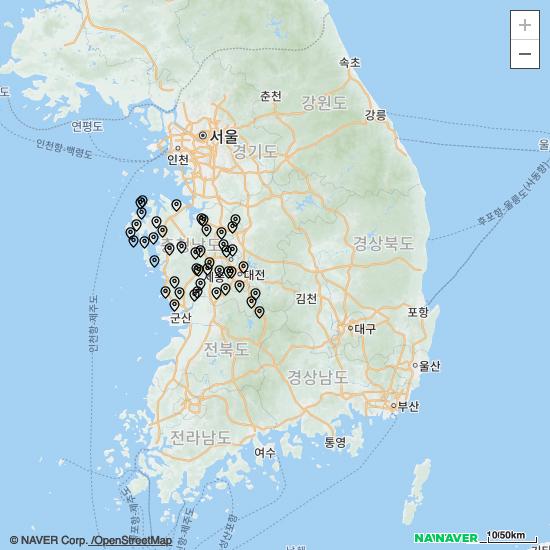 속초
춘천
강원도
강릉
연평도
서울
인천항-백령도
인천
경기도
후포항-울릉도(사동항)
경상북도
대전
인천항-제주도
김천
군산
포항
대구
전북도
울산
경상남도
부산
전라남도
통영
여수
© NAVER Corp. /OpenStreetMap
NAVER
10/50km